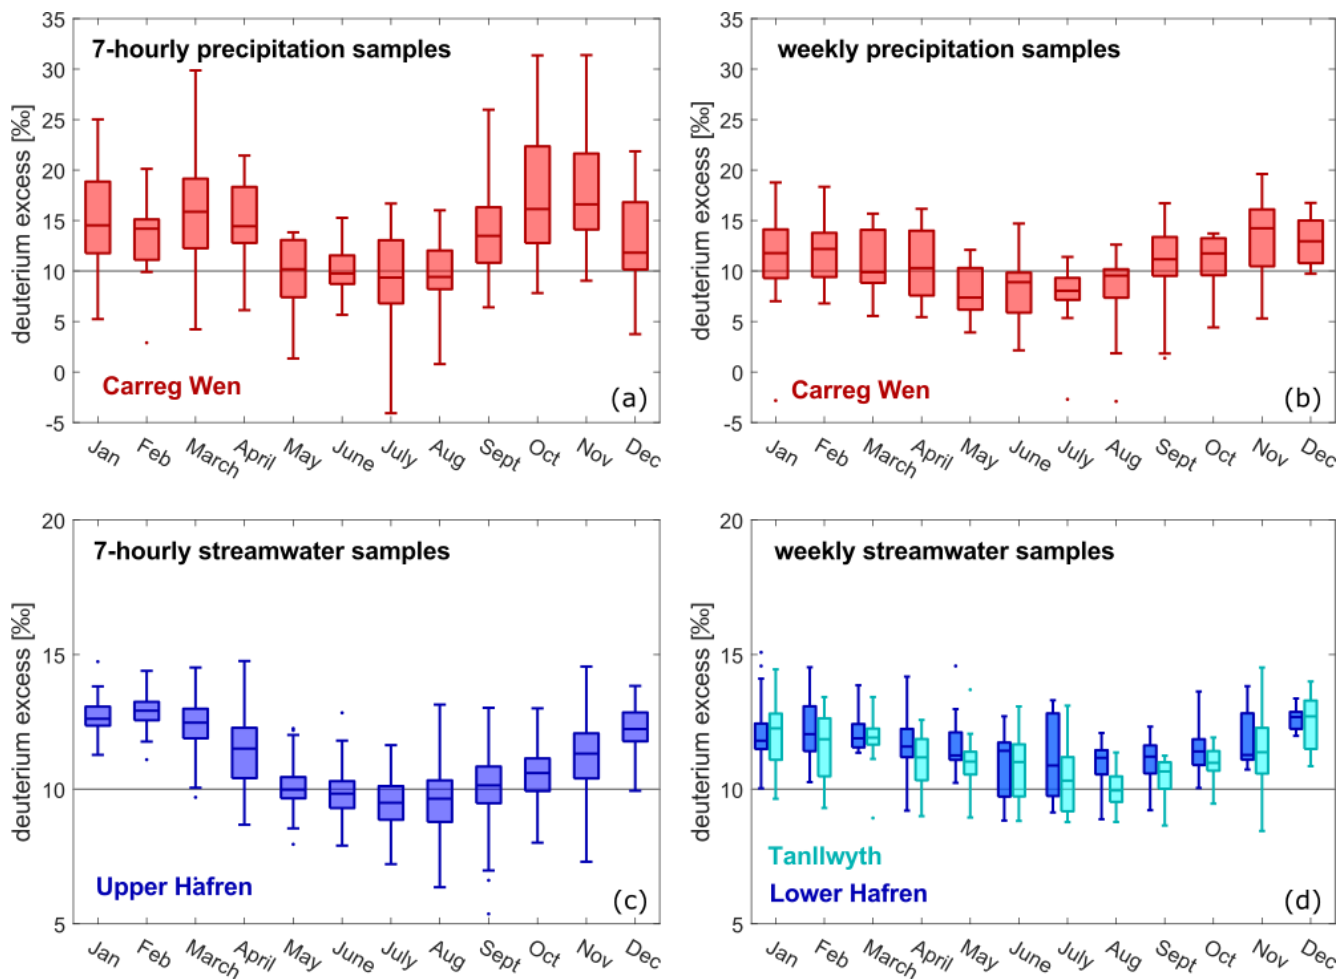 7-hourly precipitation samples
deuterium excess [‰]
35
30
25
20
15
10
5
0
-5
Carreg Wen
(a)
Jan Feb March April May June July Aug Sept Oct Nov Dec
weekly precipitation samples
deuterium excess [‰]
35
30
25
20
15
10
5
0
-5
Carreg Wen
(b)
Jan Feb March April May June July Aug Sept Oct Nov Dec
7-hourly streamwater samples
deuterium excess [‰]
20
15
10
5
Upper Hafren
(c)
Jan Feb March April May June July Aug Sept Oct Nov Dec
weekly streamwater samples
deuterium excess [‰]
20
15
10
5
Tanllwyth
Lower Hafren
(d)
Jan Feb March April May June July Aug Sept Oct Nov Dec